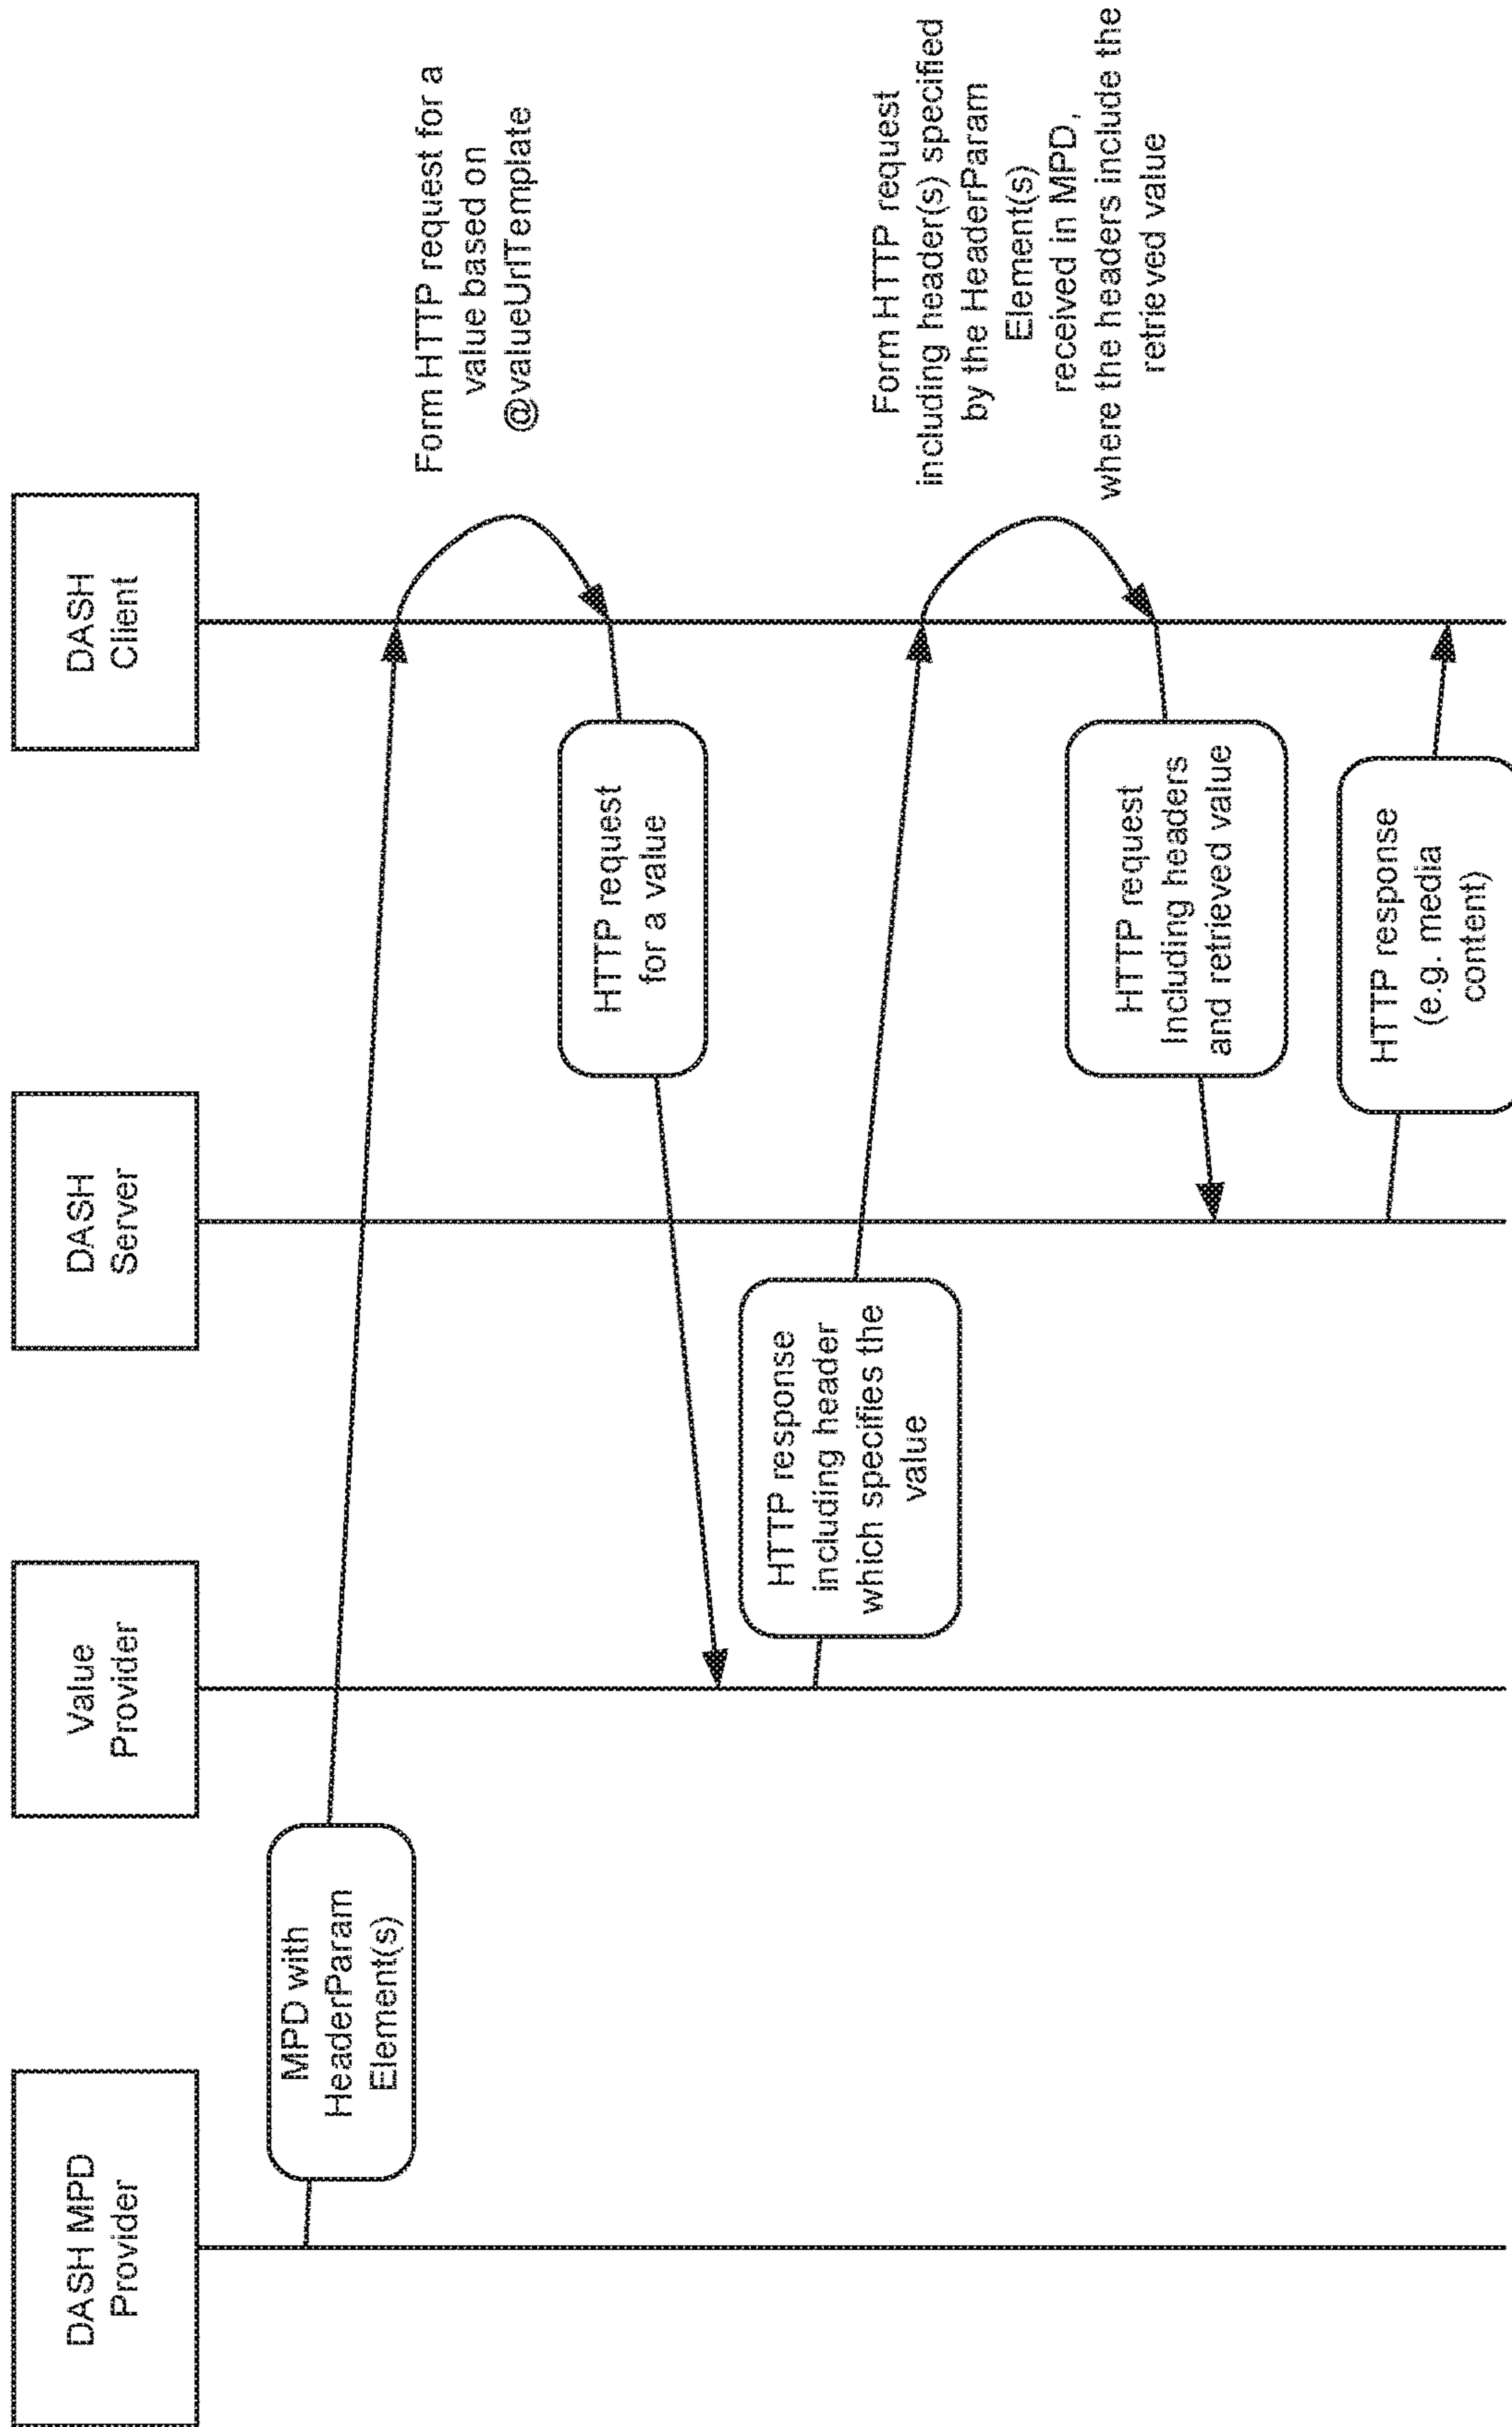 DASH MPD
Provider
Value
Provider
DASH
Server
DASH
Client
MPD with
HeaderParam
Element(s)
Form HTTP request for a
value based on
@valueUrlTemplate
HTTP request
for a value
HTTP response
including header
which specifies the
value
Form HTTP request
including header(s) specified
by the HeaderParam
Element(s)
received in MPD,
where the headers include the
retrieved value
HTTP request
Including headers
and retrieved value
HTTP response
(e.g. media
content)